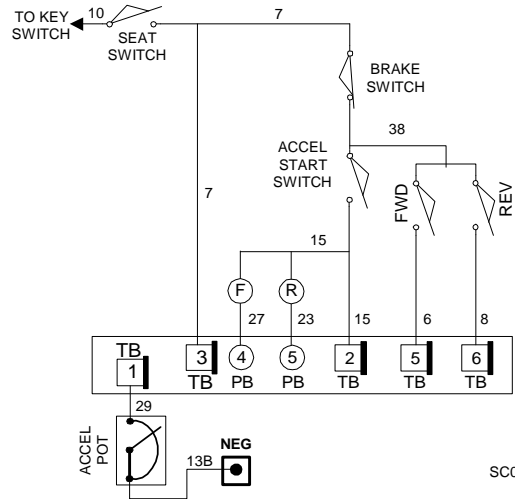 TO KEY
SWITCH
10
SEAT
SWITCH
7
BRAKE
SWITCH
38
ACCEL
START
SWITCH
FWD
REV
7
15
F
R
27
23
15
6
8
TB
1
3
TB
4
PB
5
PB
2
TB
5
TB
6
TB
29
ACCEL
POT
13B
NEG